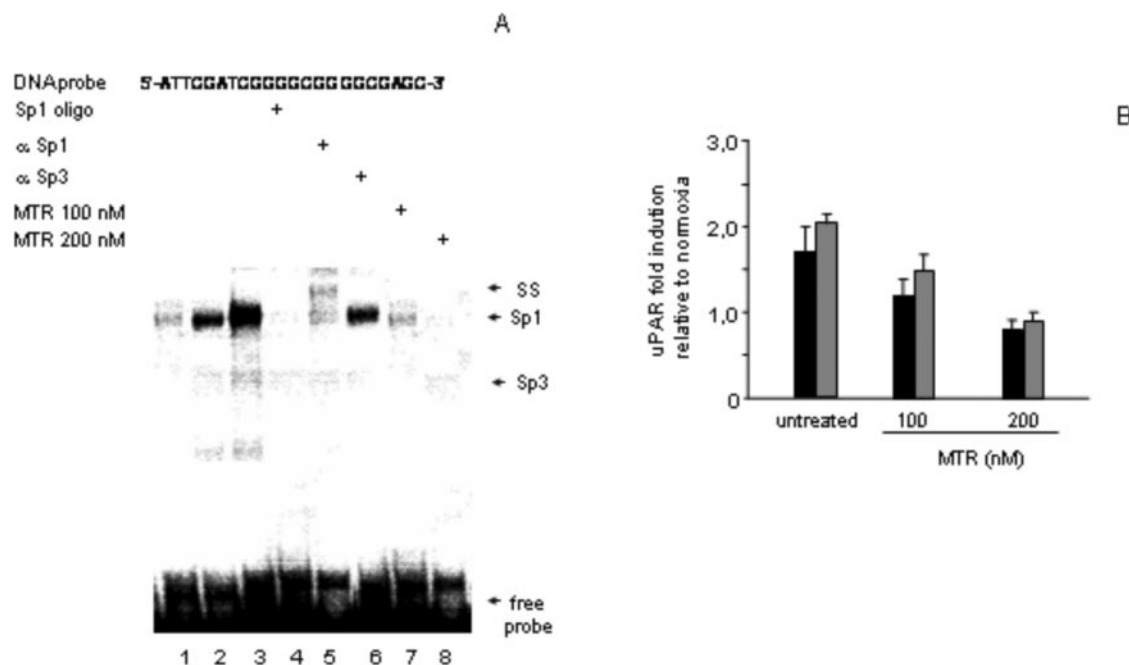 A
DNAprobe 5'-ATTCGATCGGGGCGGGGCGAGC-3'
Sp1 oligo +
α Sp1 +
α Sp3 +
MTR 100 nM +
MTR 200 nM +
SS
Sp1
Sp3
free
probe
1 2 3 4 5 6 7 8
B
uPAR fold indution
relative to normoxia
3,0
2,0
1,0
0
untreated 100 200
MTR (nM)